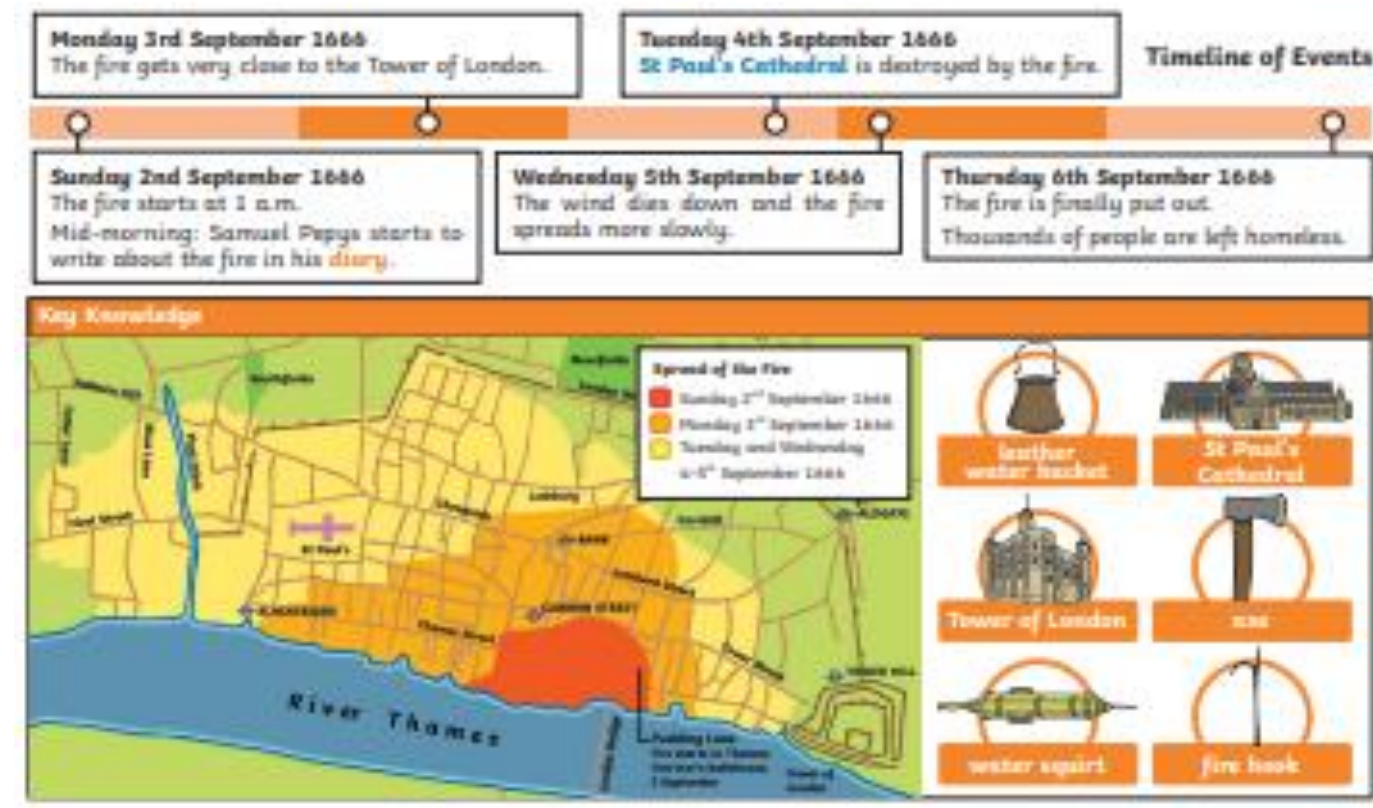 Monday 3rd September 1666
The fire gets very close to the Tower of London.
Tuesday 4th September 1666
St Paul's Cathedral is destroyed by the fire.
Timeline of Events
Sunday 2nd September 1666
The fire starts at 1 a.m.
Mid-morning: Samuel Pepys starts to
write about the fire in his diary.
Wednesday 5th September 1666
The wind dies down and the fire
spreads more slowly.
Thursday 6th September 1666
The fire is finally put out.
Thousands of people are left homeless.
Key Knowledge
Spread of the Fire
Sunday 2nd September 1666
Monday 3rd September 1666
Tuesday and Wednesday
4-5th September 1666
St Paul's
Cannon Street
Thames Street
River Thames
Pudding Lane
leather
water bucket
St Paul's
Cathedral
Tower of London
axe
water squirt
fire hook